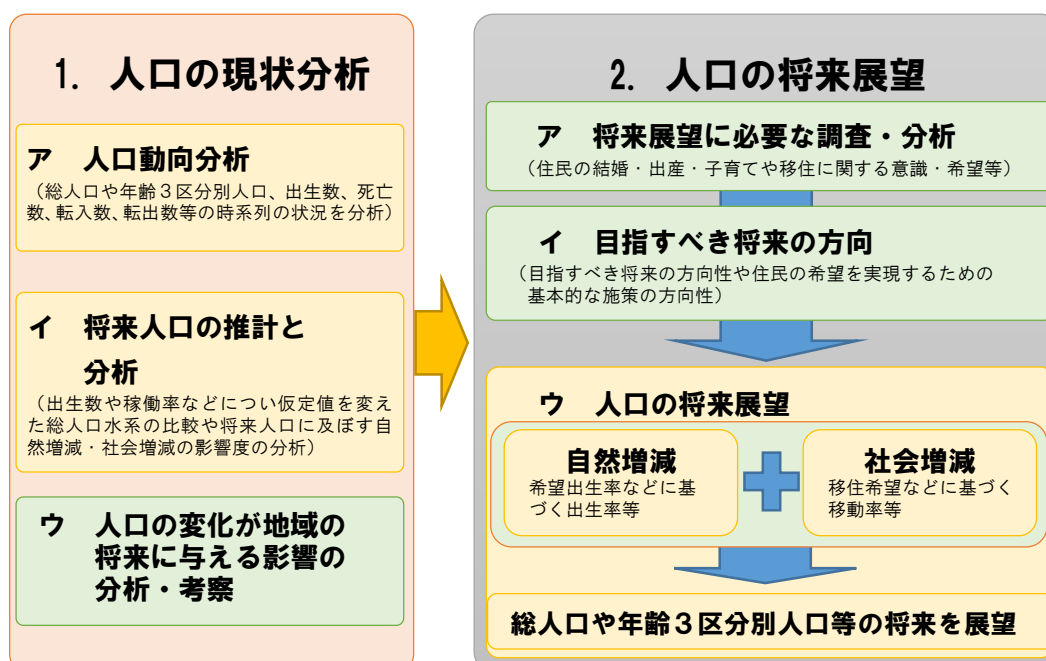 1. 人口の現状分析
ア 人口動向分析
（総人口や年齢３区分別人口、出生数、死亡
数、転入数、転出数等の時系列の状況を分析）
イ 将来人口の推計と
分析
（出生数や稼働率などについ仮定値を変え
た総人口水系の比較や将来人口に及ぼす自
然増減・社会増減の影響度の分析）
ウ 人口の変化が地域の
将来に与える影響の
分析・考察
2. 人口の将来展望
ア 将来展望に必要な調査・分析
（住民の結婚・出産・子育てや移住に関する意識・希望等）
イ 目指すべき将来の方向
（目指すべき将来の方向性や住民の希望を実現するための
基本的な施策の方向性）
ウ 人口の将来展望
自然増減
希望出生率などに基
づく出生率等
社会増減
移住希望などに基づく
移動率等
総人口や年齢３区分別人口等の将来を展望